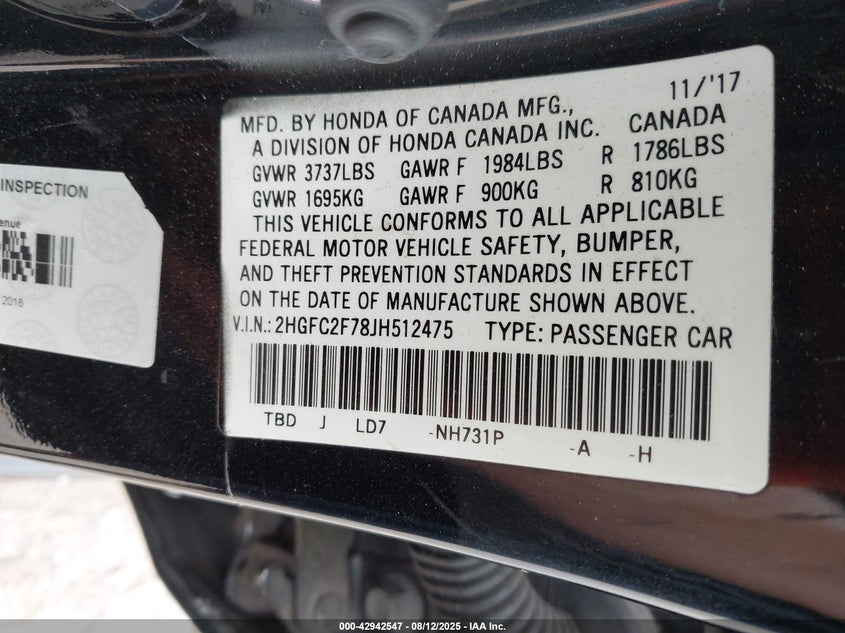 11/'17
MFD. BY HONDA OF CANADA MFG.,
A DIVISION OF HONDA CANADA INC. CANADA
GVWR 3737LBS GAWR F 1984LBS R 1786LBS
GVWR 1695KG GAWR F 900KG R 810KG
THIS VEHICLE CONFORMS TO ALL APPLICABLE
FEDERAL MOTOR VEHICLE SAFETY, BUMPER,
AND THEFT PREVENTION STANDARDS IN EFFECT
ON THE DATE OF MANUFACTURE SHOWN ABOVE.
V.I.N.: 2HGFC2F78JH512475 TYPE: PASSENGER CAR
TBD J LD7 -NH731P -A -H
INSPECTION
2018
000-42942547 - 08/12/2025 - IAA Inc.